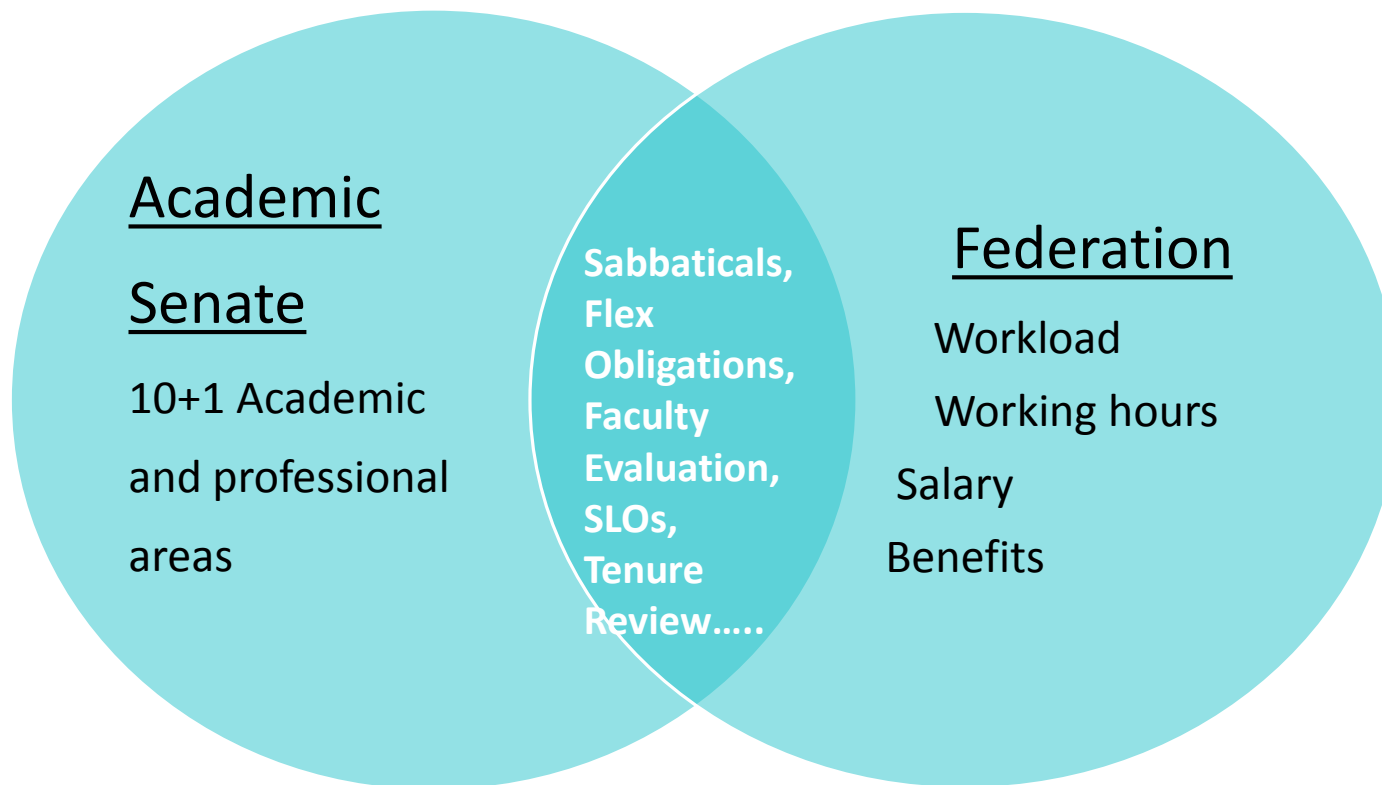 Academic
Senate
10+1 Academic
and professional
areas
Sabbaticals,
Flex
Obligations,
Faculty
Evaluation,
SLOs,
Tenure
Review…..
Federation
Workload
Working hours
Salary
Benefits